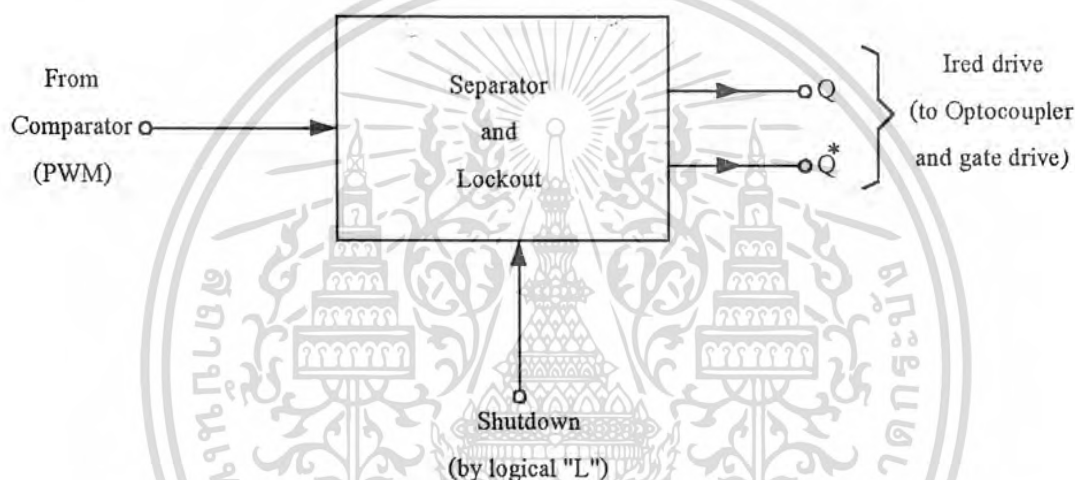 From
Comparator
(PWM)
Separator
and
Lockout
Q
Q*
Ired drive
(to Optocoupler
and gate drive)
Shutdown
(by logical "L")